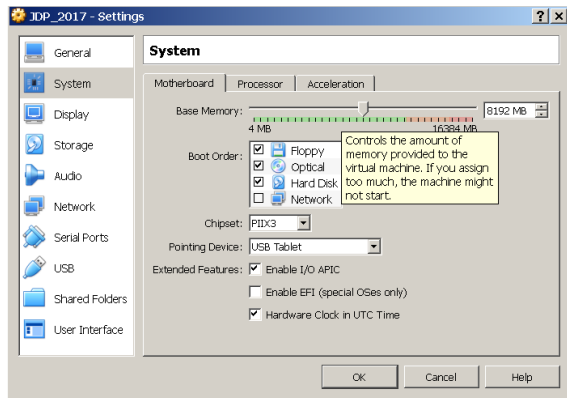 JDP_2017 - Settings
General
System
Display
Storage
Audio
Network
Serial Ports
USB
Shared Folders
User Interface
System
Motherboard Processor Acceleration
Base Memory: 8192 MB
4 MB 16384 MB
Controls the amount of
memory provided to the
virtual machine. If you assign
too much, the machine might
not start.
Boot Order:
Floppy
Optical
Hard Disk
Network
Chipset: PIIX3
Pointing Device: USB Tablet
Extended Features: Enable I/O APIC
Enable EFI (special OSes only)
Hardware Clock in UTC Time
OK Cancel Help